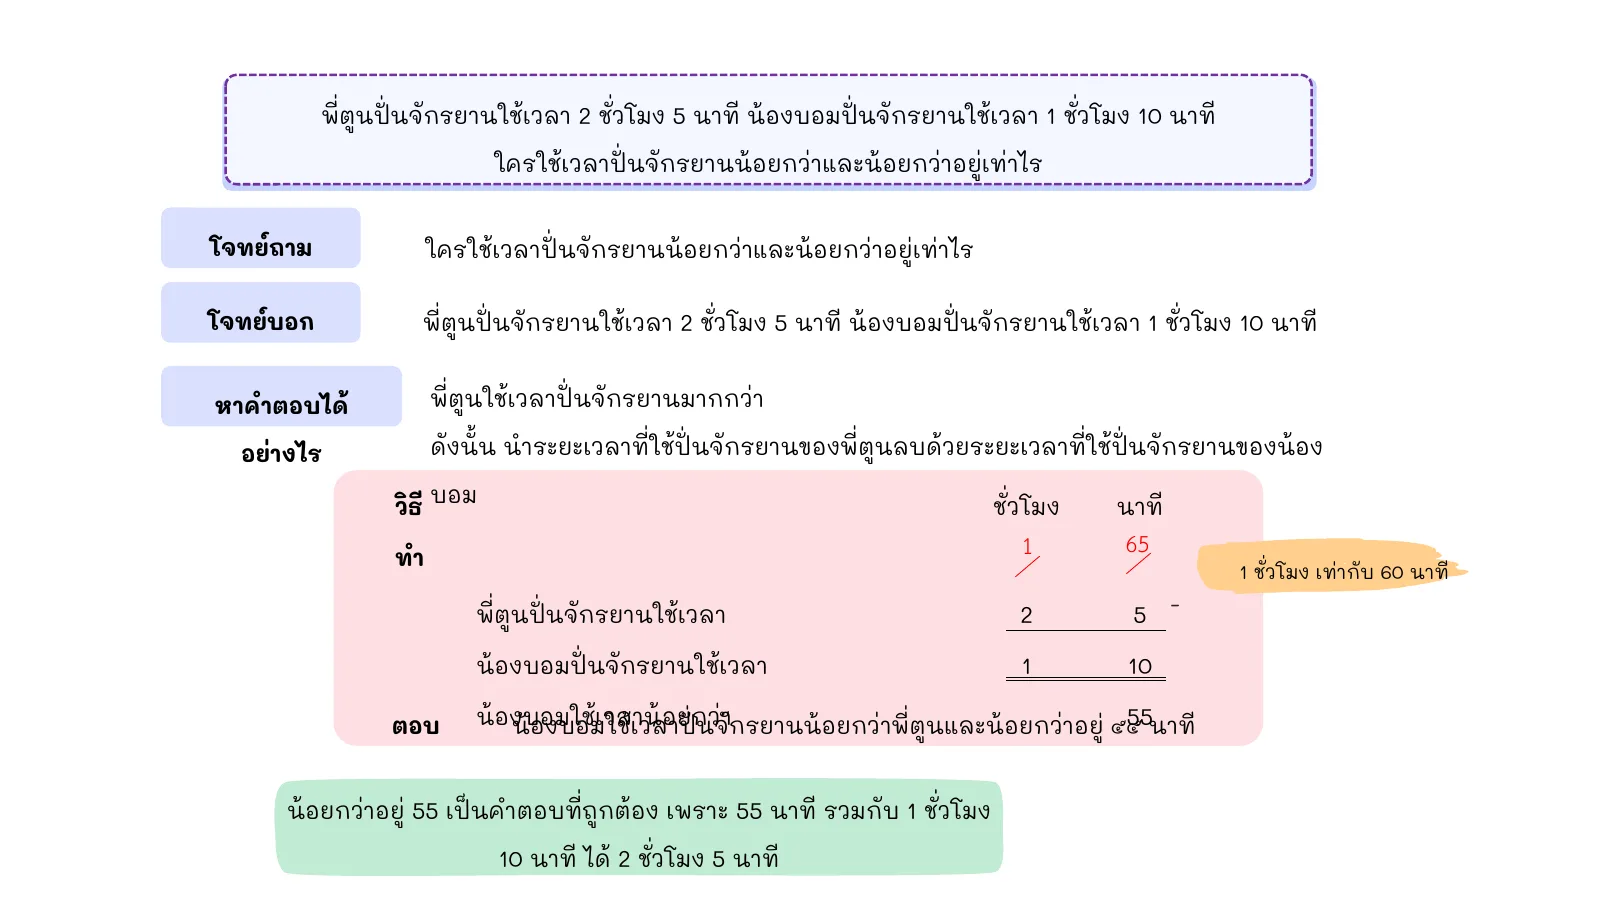 พี่ตูนปั่นจักรยานใช้เวลา 2 ชั่วโมง 5 นาที น้องบอมปั่นจักรยานใช้เวลา 1 ชั่วโมง 10 นาที
ใครใช้เวลาปั่นจักรยานน้อยกว่าและน้อยกว่าอยู่เท่าไร
โจทย์ถาม ใครใช้เวลาปั่นจักรยานน้อยกว่าและน้อยกว่าอยู่เท่าไร
โจทย์บอก พี่ตูนปั่นจักรยานใช้เวลา 2 ชั่วโมง 5 นาที น้องบอมปั่นจักรยานใช้เวลา 1 ชั่วโมง 10 นาที
หาคำตอบได้ พี่ตูนใช้เวลาปั่นจักรยานมากกว่า
อย่างไร ดังนั้น นำระยะเวลาที่ใช้ปั่นจักรยานของพี่ตูนลบด้วยระยะเวลาที่ใช้ปั่นจักรยานของน้อง
บอม
วิธี ชั่วโมง นาที
ทำ 1 65
1 ชั่วโมง เท่ากับ 60 นาที
พี่ตูนปั่นจักรยานใช้เวลา 2 5 -
น้องบอมปั่นจักรยานใช้เวลา 1 10
น้องบอมใช้เวลาน้อยกว่า 55
ตอบ น้องบอมใช้เวลาปั่นจักรยานน้อยกว่าพี่ตูนและน้อยกว่าอยู่ ๕๕ นาที
น้อยกว่าอยู่ 55 เป็นคำตอบที่ถูกต้อง เพราะ 55 นาที รวมกับ 1 ชั่วโมง
10 นาที ได้ 2 ชั่วโมง 5 นาที